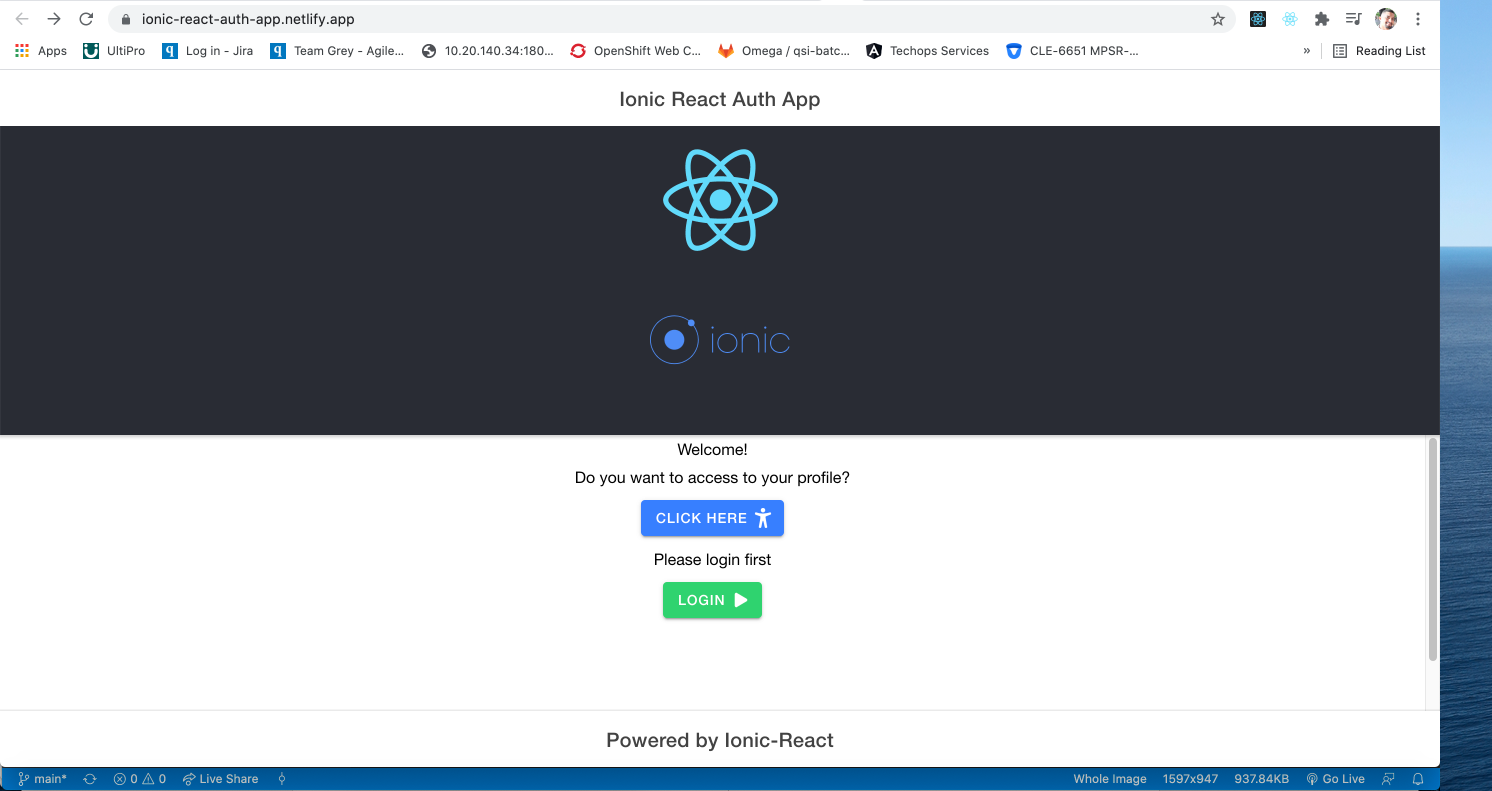 ionic-react-auth-app.netlify.app
Apps UltiPro Log in - Jira Team Grey - Agile... 10.20.140.34:180... OpenShift Web C... Omega / qsi-batc... Techops Services CLE-6651 MPSR-... » Reading List
Ionic React Auth App
ionic
Welcome!
Do you want to access to your profile?
CLICK HERE
Please login first
LOGIN
Powered by Ionic-React
main* 0 0 Live Share Whole Image 1597x947 937.84KB Go Live